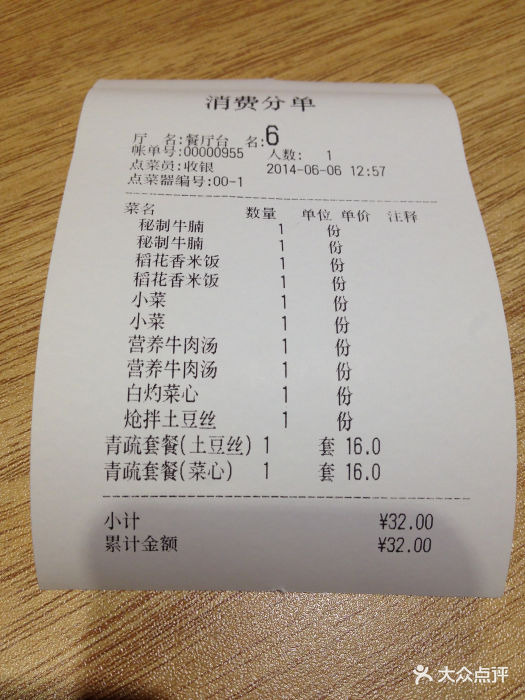 消费分单
厅 名:餐厅台 名:6
帐单号:00000955 人数: 1
点菜员:收银 2014-06-06 12:57
点菜器编号:00-1
菜名 数量 单位 单价 注释
秘制牛腩 1 份
秘制牛腩 1 份
稻花香米饭 1 份
稻花香米饭 1 份
小菜 1 份
小菜 1 份
营养牛肉汤 1 份
营养牛肉汤 1 份
白灼菜心 1 份
炝拌土豆丝 1 份
青疏套餐(土豆丝) 1 套 16.0
青疏套餐(菜心) 1 套 16.0
小计 ¥32.00
累计金额 ¥32.00
大众点评